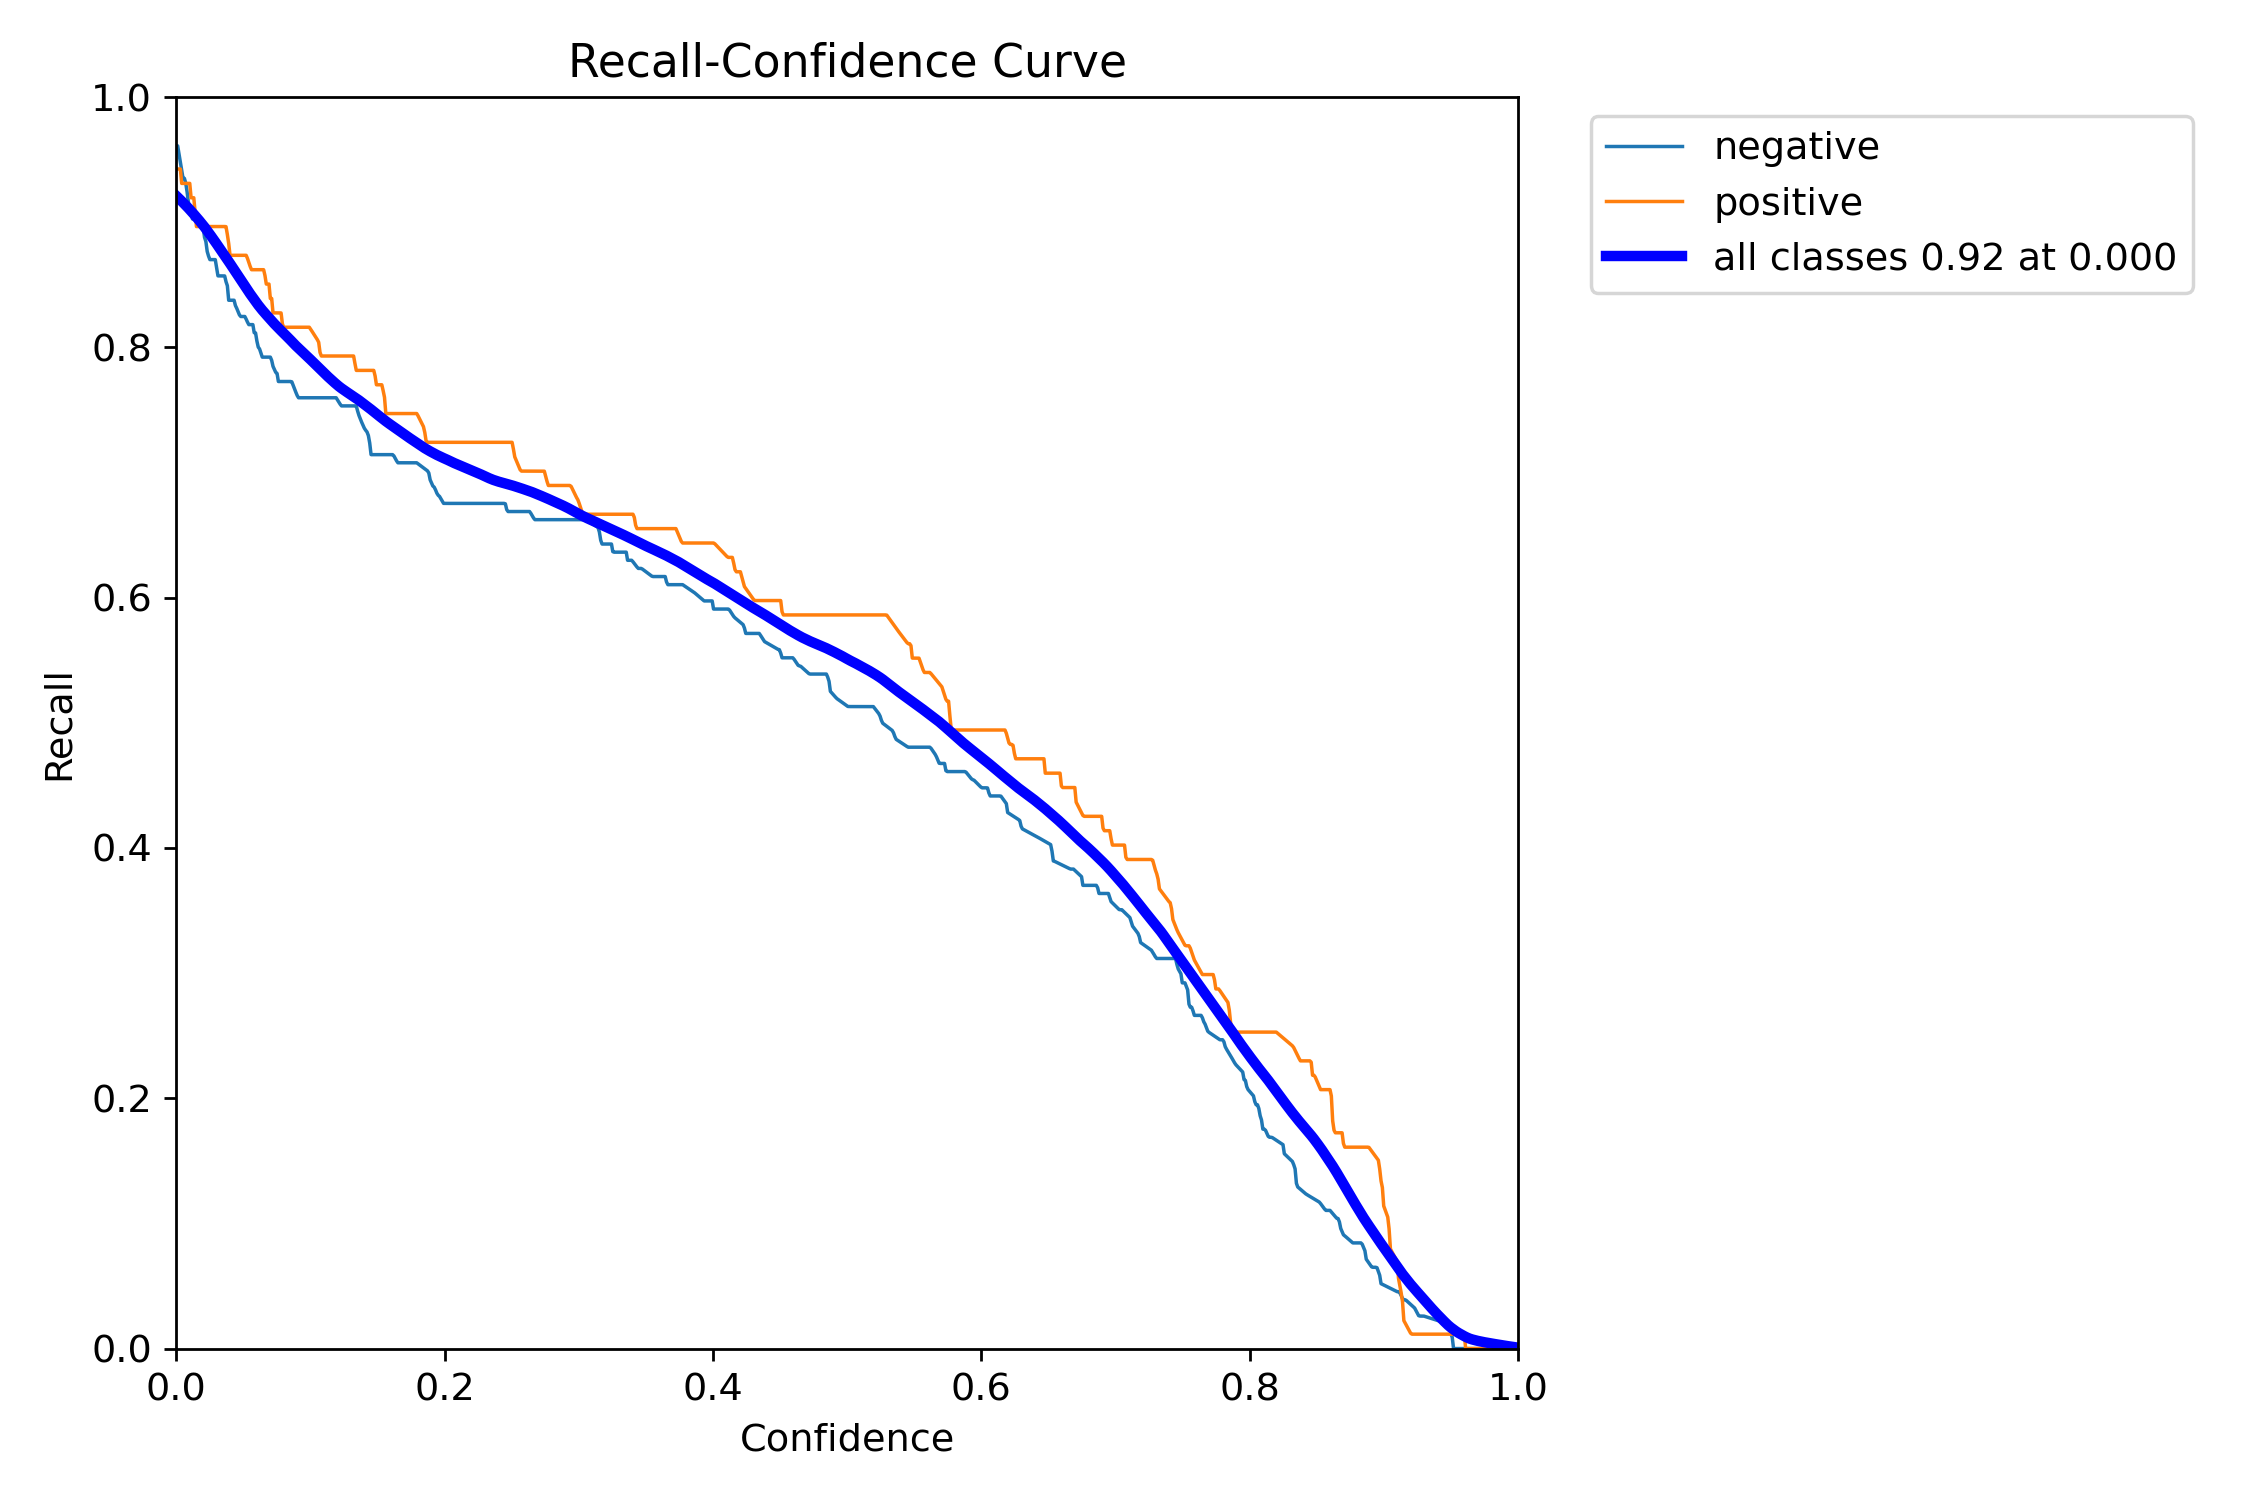 Recall-Confidence Curve
1.0
0.8
0.6
0.4
0.2
0.0
Recall
0.0 0.2 0.4 0.6 0.8 1.0
Confidence
negative
positive
all classes 0.92 at 0.000